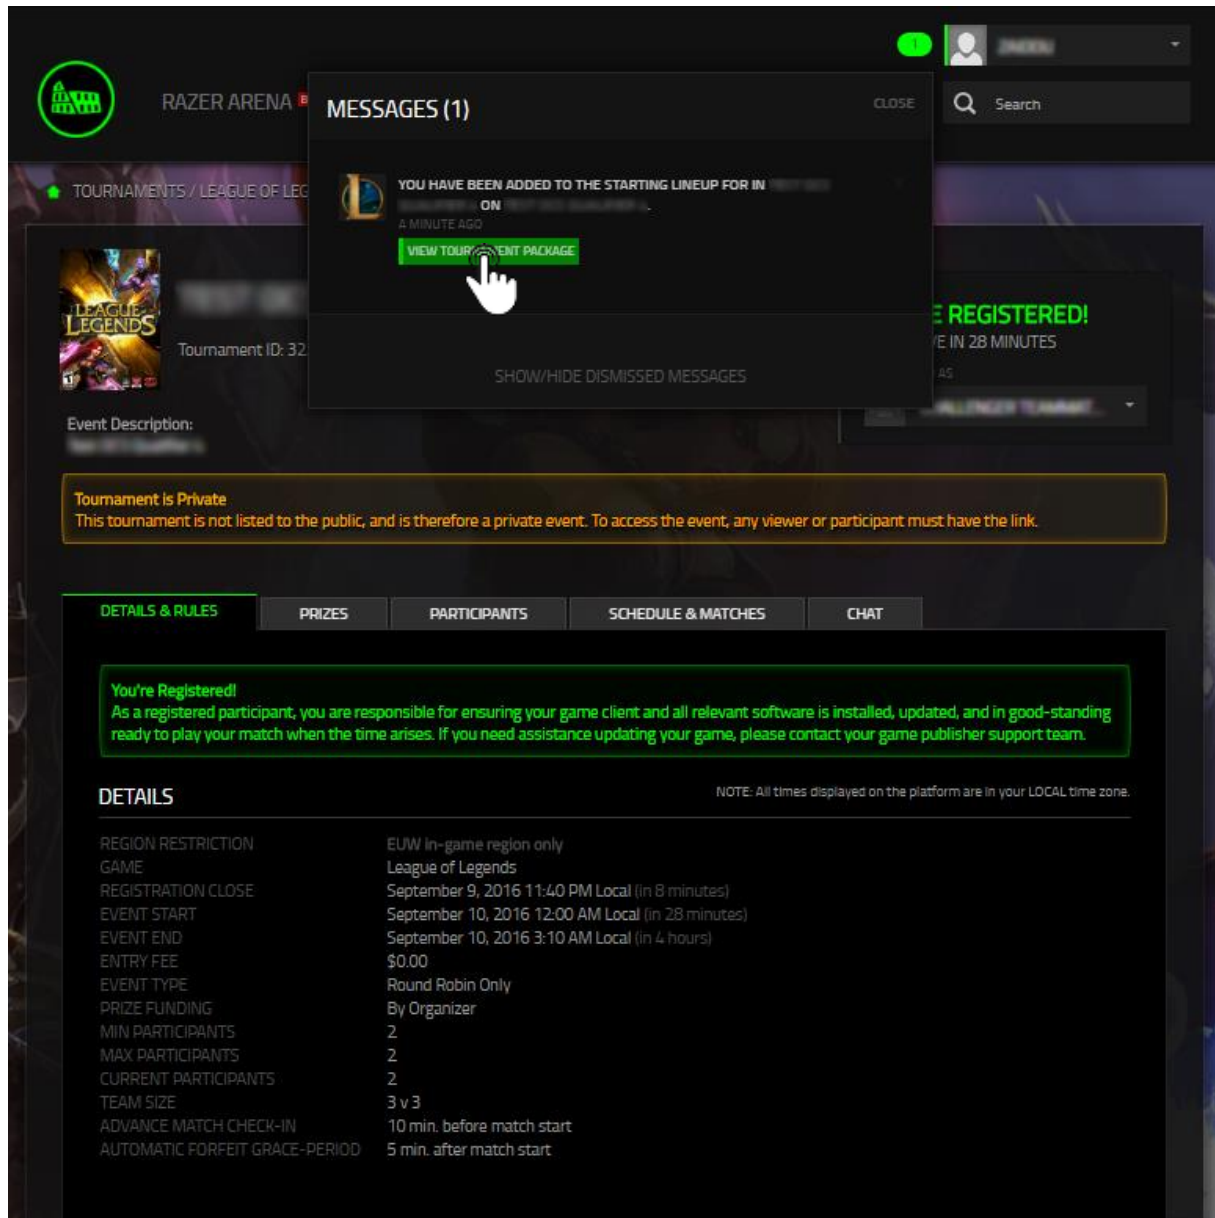 1
RAZER ARENA
MESSAGES (1)
CLOSE
Search
TOURNAMENTS / LEAGUE OF LEG
YOU HAVE BEEN ADDED TO THE STARTING LINEUP FOR IN
ON
A MINUTE AGO
VIEW TOURNAMENT PACKAGE
SHOW/HIDE DISMISSED MESSAGES
LEAGUE
LEGENDS
Tournament ID: 32
E REGISTERED!
E IN 28 MINUTES
AS
Event Description:
Tournament is Private
This tournament is not listed to the public, and is therefore a private event. To access the event, any viewer or participant must have the link.
DETAILS & RULES
PRIZES
PARTICIPANTS
SCHEDULE & MATCHES
CHAT
You're Registered!
As a registered participant, you are responsible for ensuring your game client and all relevant software is installed, updated, and in good-standing
ready to play your match when the time arises. If you need assistance updating your game, please contact your game publisher support team.
DETAILS
NOTE: All times displayed on the platform are in your LOCAL time zone.
REGION RESTRICTION EUW in-game region only
GAME League of Legends
REGISTRATION CLOSE September 9, 2016 11:40 PM Local (in 8 minutes)
EVENT START September 10, 2016 12:00 AM Local (in 28 minutes)
EVENT END September 10, 2016 3:10 AM Local (in 4 hours)
ENTRY FEE $0.00
EVENT TYPE Round Robin Only
PRIZE FUNDING By Organizer
MIN PARTICIPANTS 2
MAX PARTICIPANTS 2
CURRENT PARTICIPANTS 2
TEAM SIZE 3 v 3
ADVANCE MATCH CHECK-IN 10 min. before match start
AUTOMATIC FORFEIT GRACE-PERIOD 5 min. after match start